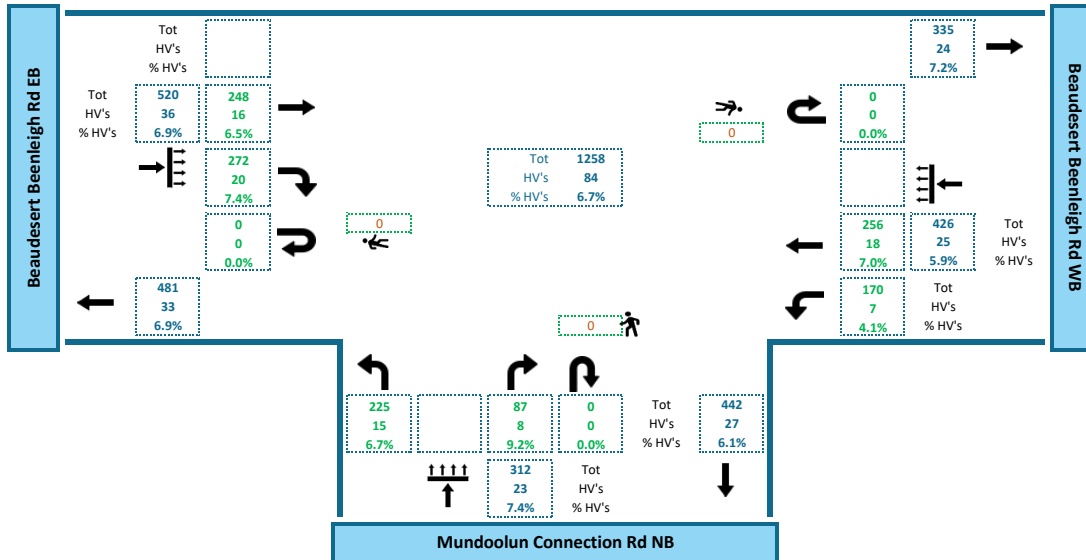 Beaudesert Beenleigh Rd EB
Tot
HV's
% HV's
335
24
7.2%
Beaudesert Beenleigh Rd WB
Tot 520 248
HV's 36 16
% HV's 6.9% 6.5%
0
0
0
0.0%
272
20
7.4%
Tot 1258
HV's 84
% HV's 6.7%
0
0
0.0%
0
256 426 Tot
18 25 HV's
7.0% 5.9% % HV's
481
33
6.9%
170 Tot
7 HV's
4.1% % HV's
0
225 87 0 Tot 442
15 8 0 HV's 27
6.7% 9.2% 0.0% % HV's 6.1%
312 Tot
23 HV's
7.4% % HV's
Mundoolun Connection Rd NB